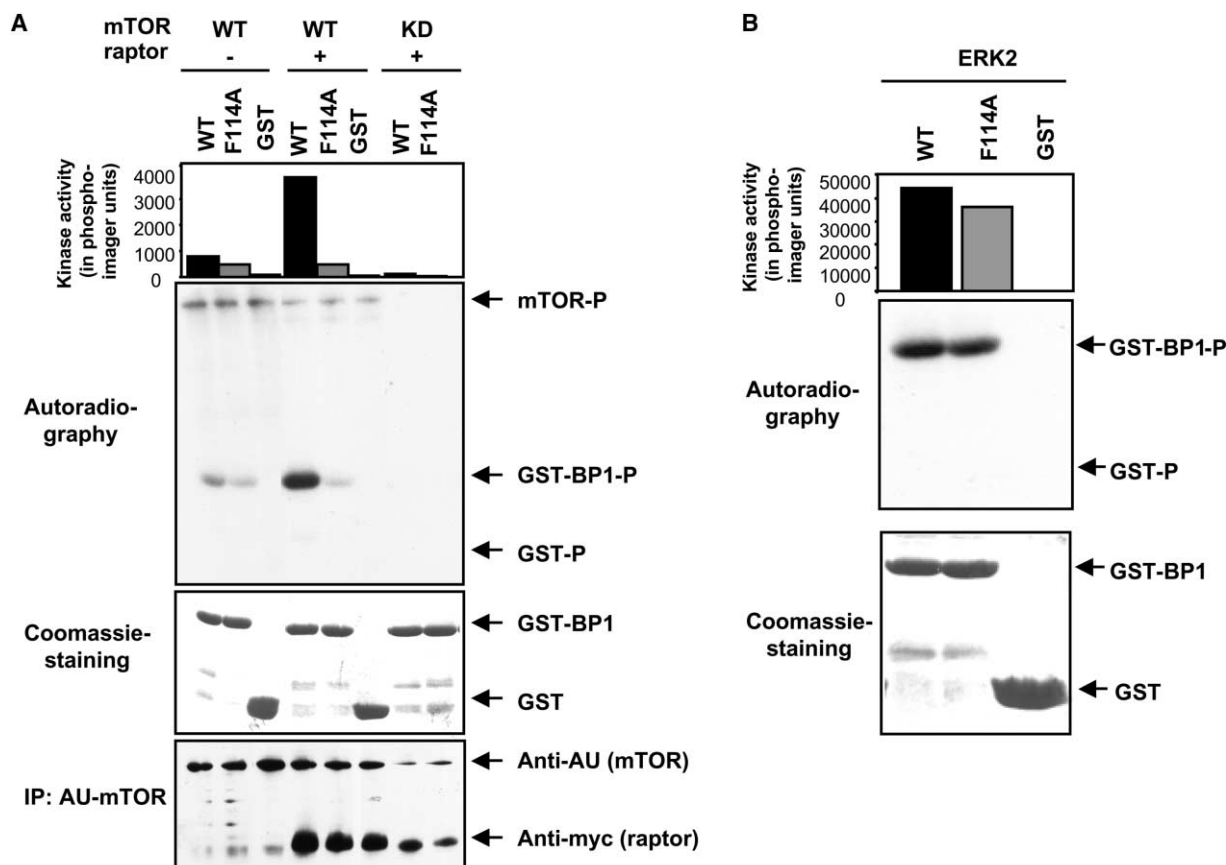 A
mTOR WT WT KD
raptor - + +
WT F114A GST WT F114A GST WT F114A
Kinase activity
(in phospho-
imager units)
4000
3000
2000
1000
0
Autoradio-
graphy
mTOR-P
GST-BP1-P
GST-P
Coomassie-
staining
GST-BP1
GST
IP: AU-mTOR
Anti-AU (mTOR)
Anti-myc (raptor)
B
ERK2
WT F114A GST
Kinase activity
(in phospho-
imager units)
50000
40000
30000
20000
10000
0
Autoradio-
graphy
GST-BP1-P
GST-P
Coomassie-
staining
GST-BP1
GST